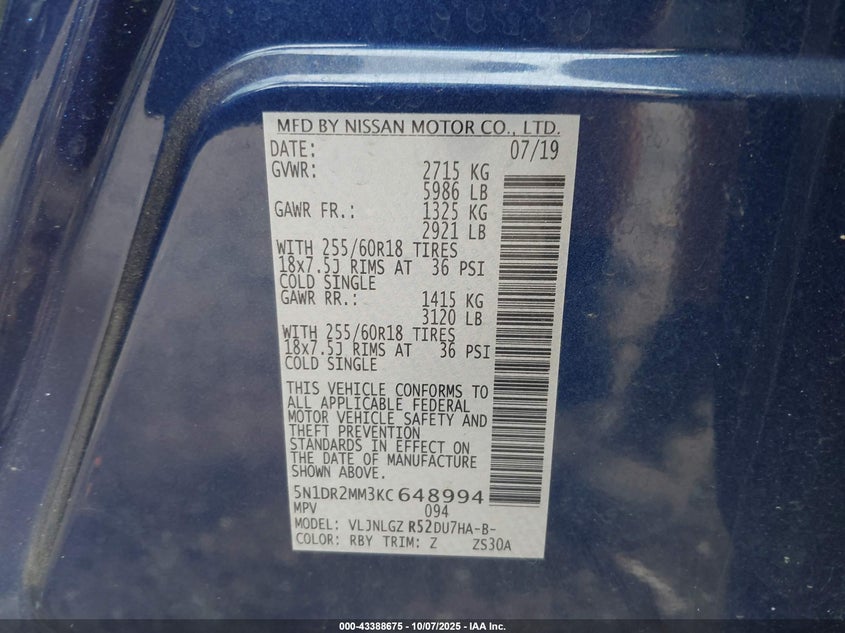 MFD BY NISSAN MOTOR CO., LTD.
DATE: 07/19
GVWR: 2715 KG
5986 LB
GAWR FR.: 1325 KG
2921 LB
WITH 255/60R18 TIRES
18x7.5J RIMS AT 36 PSI
COLD SINGLE
GAWR RR.: 1415 KG
3120 LB
WITH 255/60R18 TIRES
18x7.5J RIMS AT 36 PSI
COLD SINGLE
THIS VEHICLE CONFORMS TO
ALL APPLICABLE FEDERAL
MOTOR VEHICLE SAFETY AND
THEFT PREVENTION
STANDARDS IN EFFECT ON
THE DATE OF MANUFACTURE
SHOWN ABOVE.
5N1DR2MM3KC648994
MPV 094
MODEL: VLJNLGZ R52DU7HA-B-
COLOR: RBY TRIM: Z ZS30A
000-43388675 - 10/07/2025 - IAA Inc.